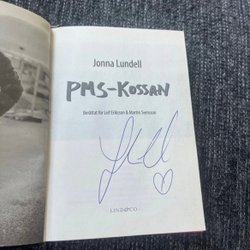 Jonna Lundell
PMS-KOSSAN
Berättat för Leif Eriksson & Martin Svensson
LIND&CO